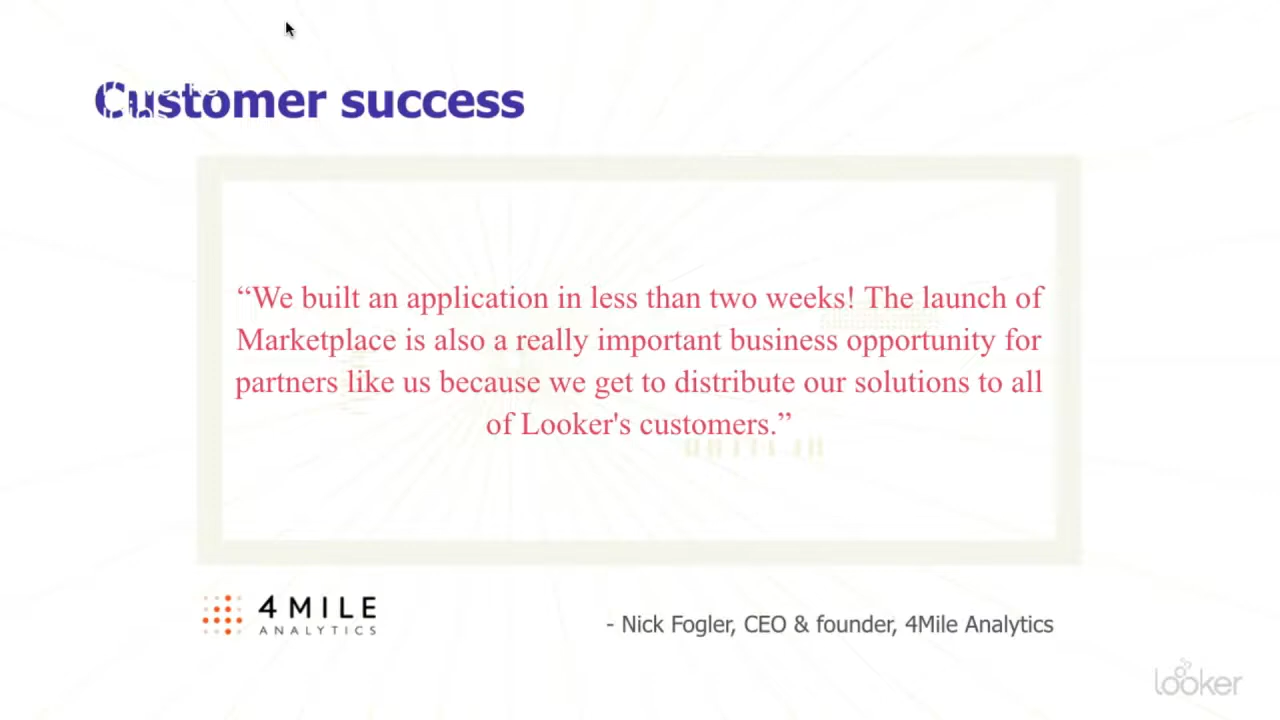 Customer success
“We built an application in less than two weeks! The launch of
Marketplace is also a really important business opportunity for
partners like us because we get to distribute our solutions to all
of Looker's customers.”
4 MILE
ANALYTICS
- Nick Fogler, CEO & founder, 4Mile Analytics
looker